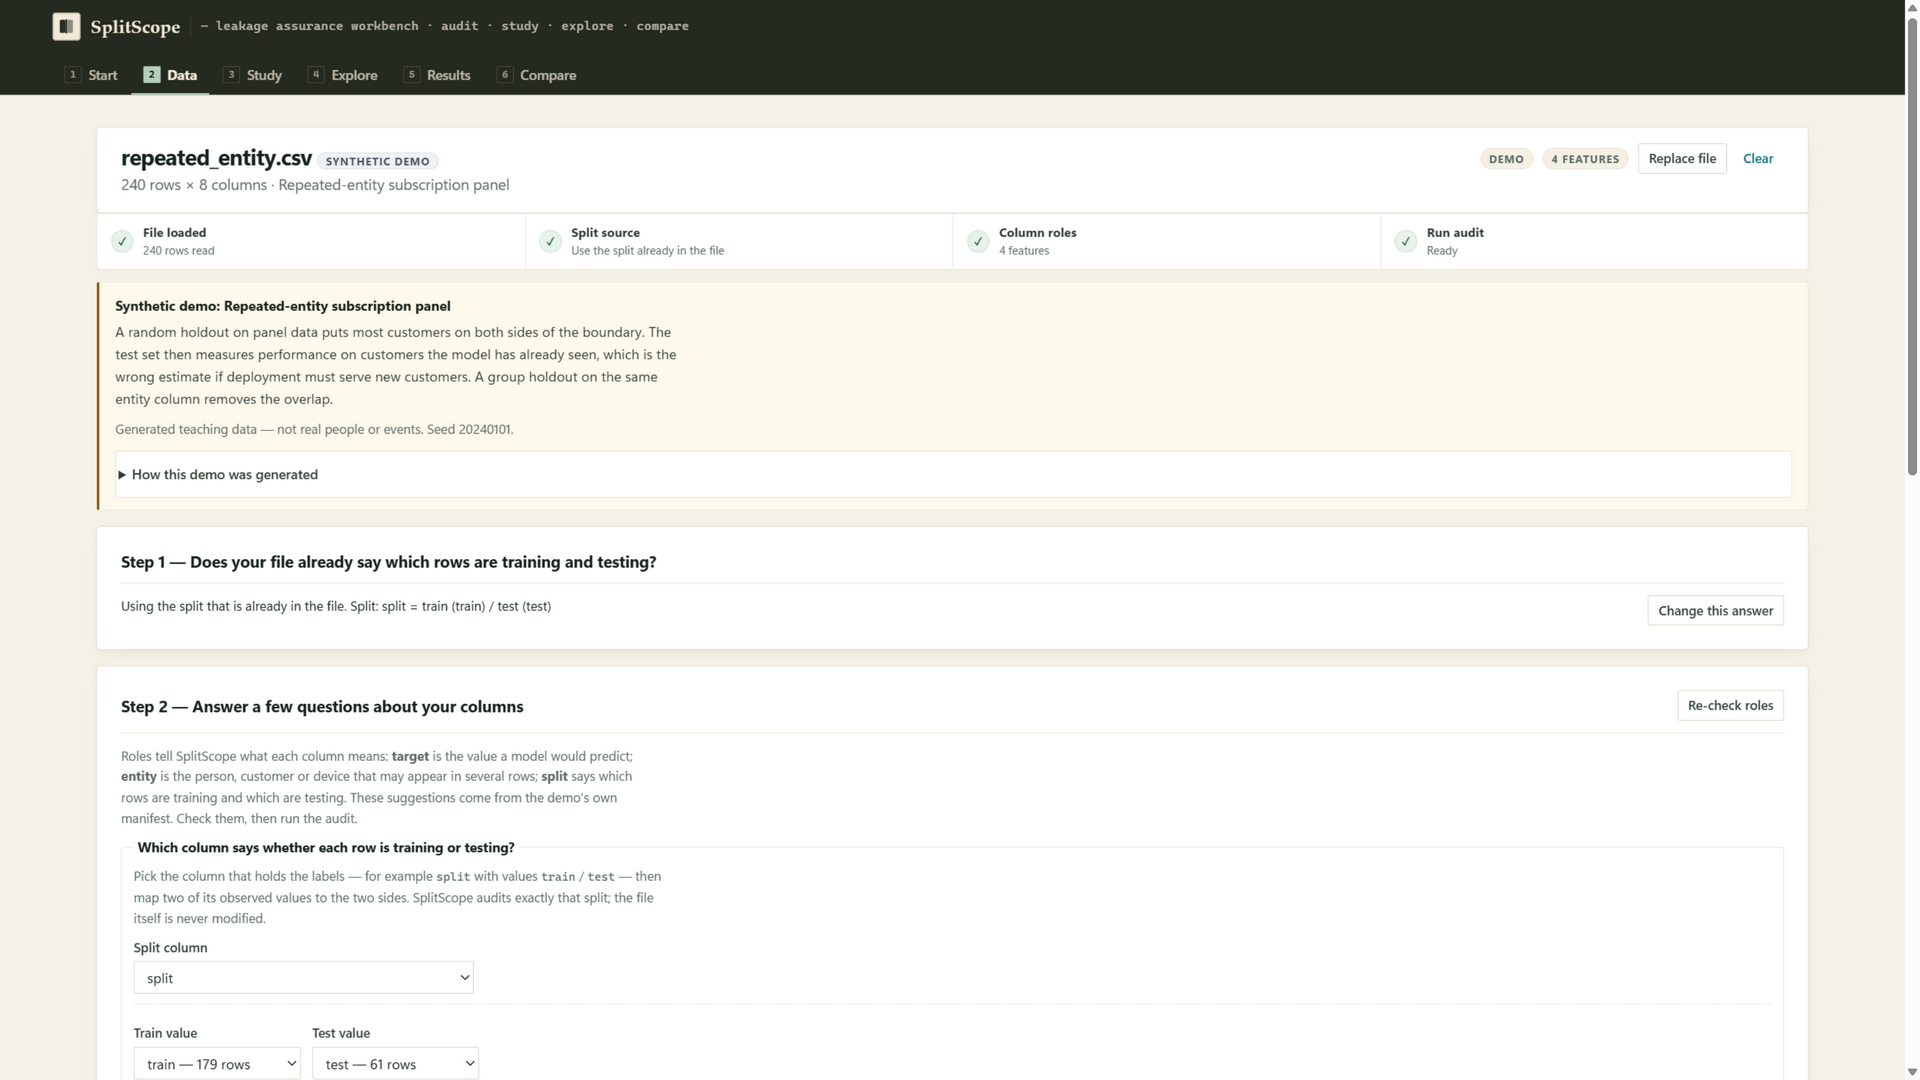 SplitScope — leakage assurance workbench · audit · study · explore · compare
1 Start 2 Data 3 Study 4 Explore 5 Results 6 Compare
repeated_entity.csv SYNTHETIC DEMO
DEMO 4 FEATURES Replace file Clear
240 rows × 8 columns · Repeated-entity subscription panel
✓ File loaded
240 rows read
✓ Split source
Use the split already in the file
✓ Column roles
4 features
✓ Run audit
Ready
Synthetic demo: Repeated-entity subscription panel
A random holdout on panel data puts most customers on both sides of the boundary. The
test set then measures performance on customers the model has already seen, which is the
wrong estimate if deployment must serve new customers. A group holdout on the same
entity column removes the overlap.
Generated teaching data — not real people or events. Seed 20240101.
▶ How this demo was generated
Step 1 — Does your file already say which rows are training and testing?
Using the split that is already in the file. Split: split = train (train) / test (test)
Change this answer
Step 2 — Answer a few questions about your columns
Re-check roles
Roles tell SplitScope what each column means: target is the value a model would predict;
entity is the person, customer or device that may appear in several rows; split says which
rows are training and which are testing. These suggestions come from the demo's own
manifest. Check them, then run the audit.
Which column says whether each row is training or testing?
Pick the column that holds the labels — for example split with values train / test — then
map two of its observed values to the two sides. SplitScope audits exactly that split; the file
itself is never modified.
Split column
split
Train value Test value
train — 179 rows test — 61 rows